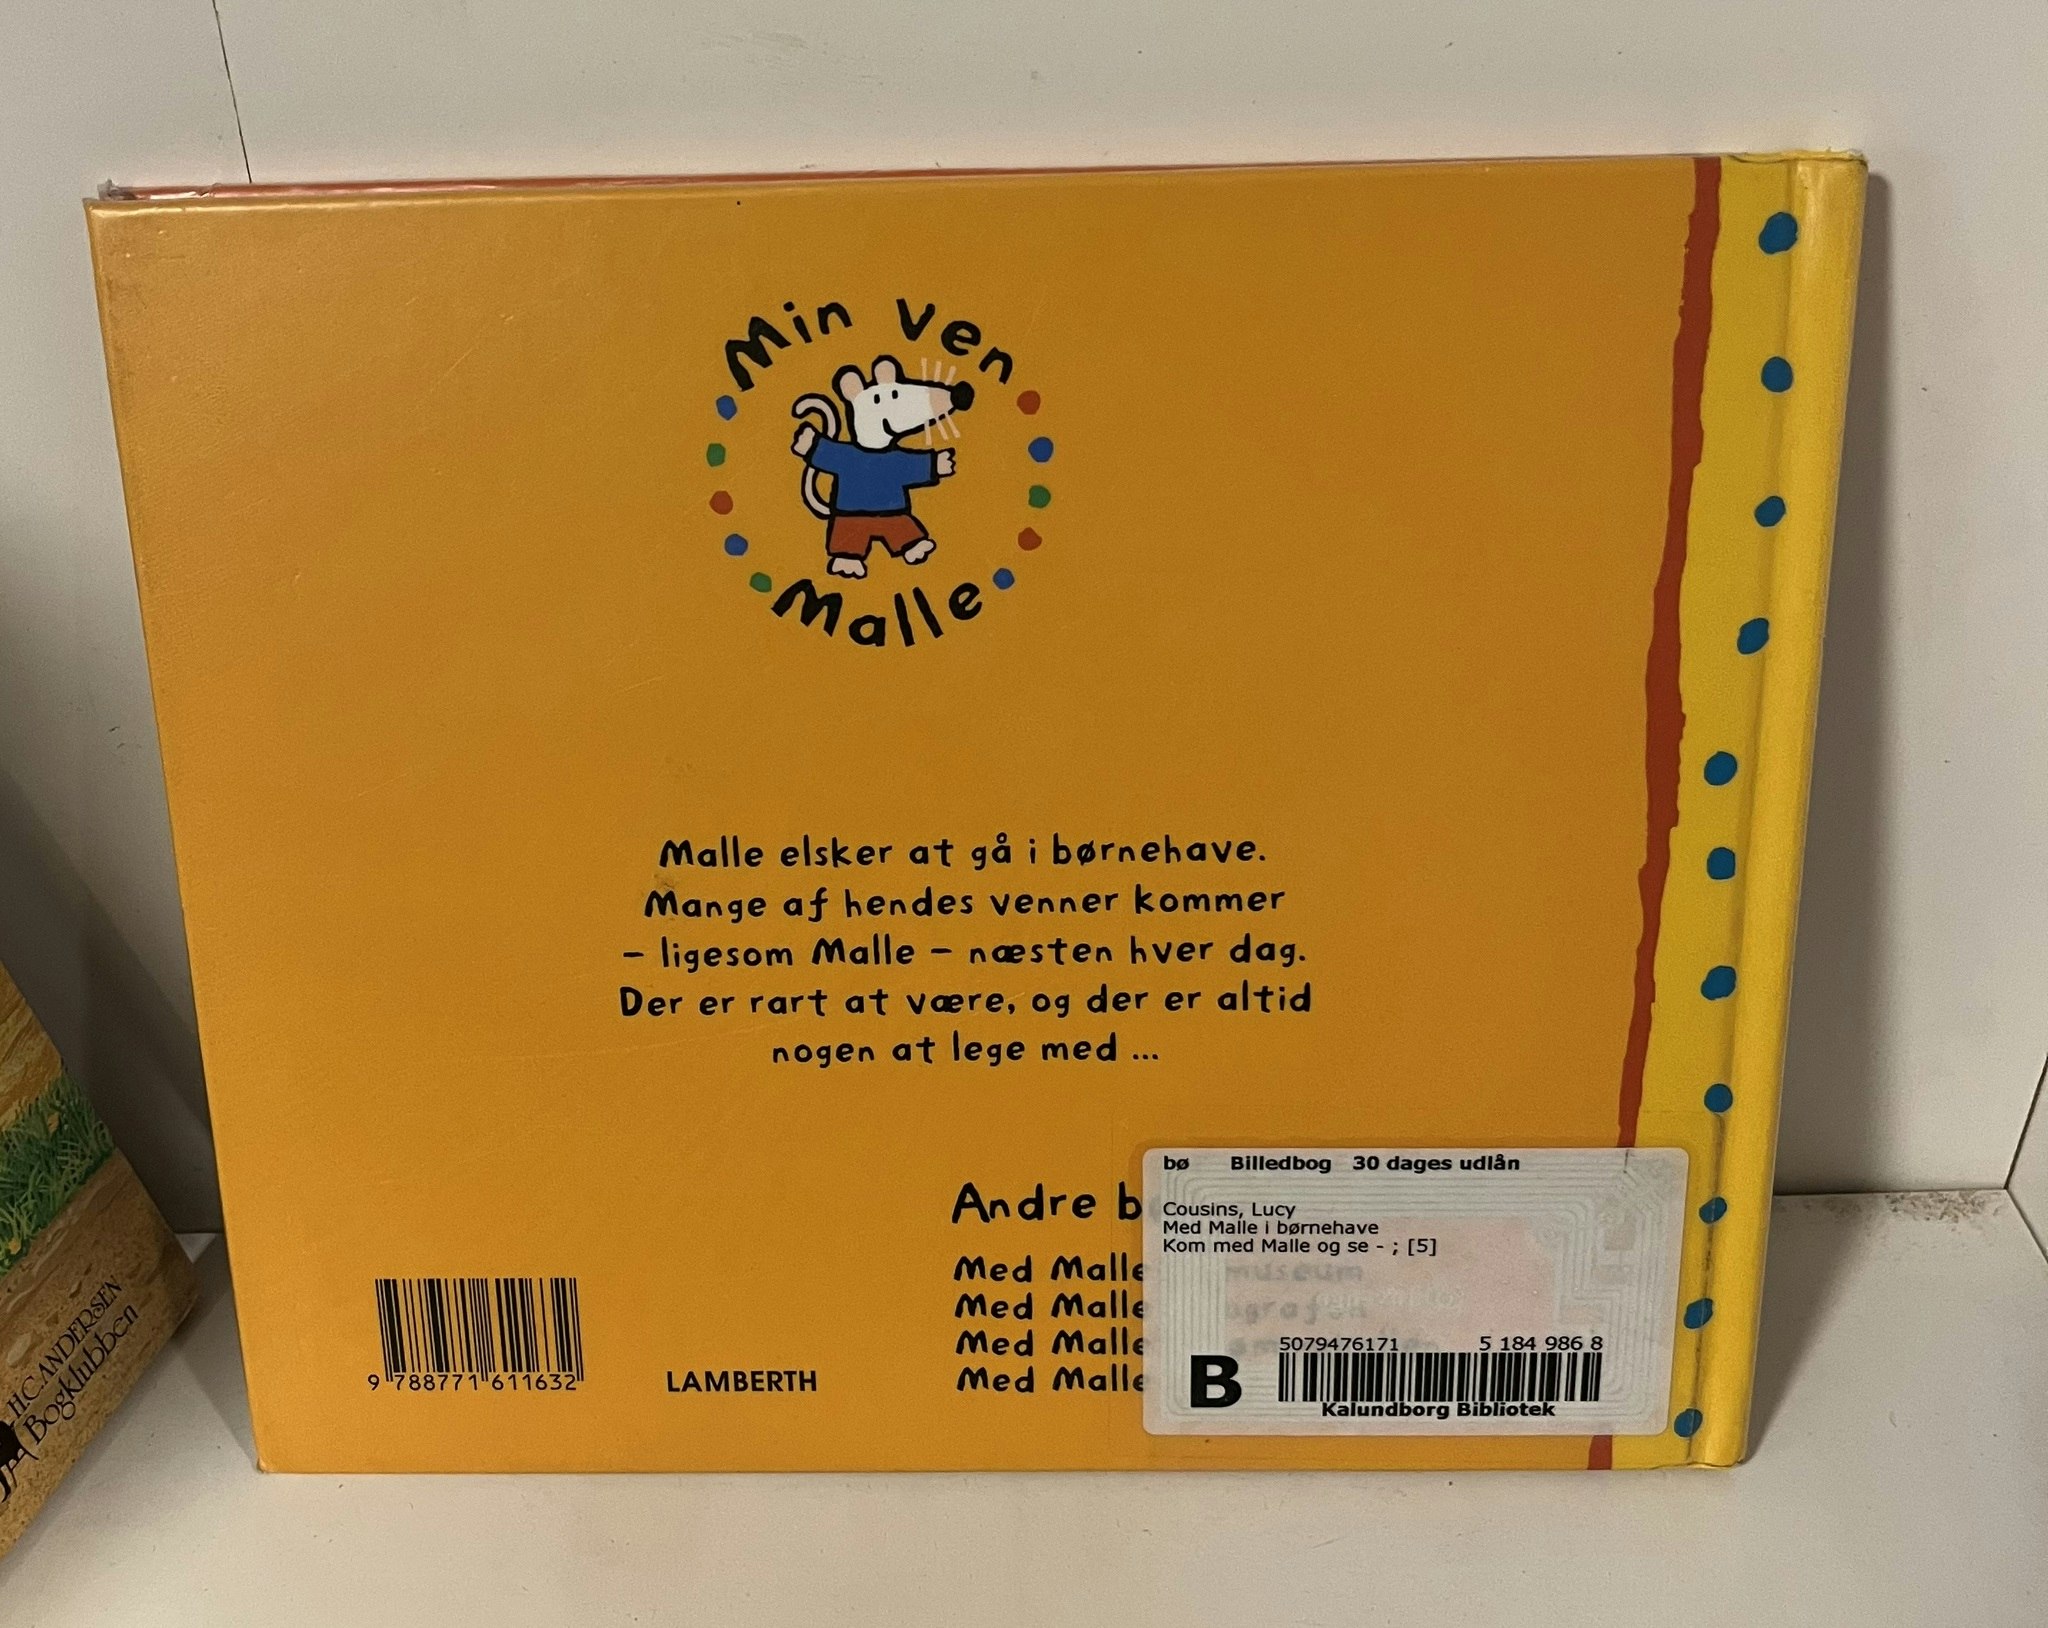 Min ven
Malle
Malle elsker at gå i børnehave.
Mange af hendes venner kommer
– ligesom Malle – næsten hver dag.
Der er rart at være, og der er altid
nogen at lege med ...
Andre
Med Malle museum
Med Malle
Med Malle
Med Malle
9 788771 611632
LAMBERTH
bø Billedbog 30 dages udlån
Cousins, Lucy
Med Malle i børnehave
Kom med Malle og se - ; [5]
5079476171 5 184 986 8
B
Kalundborg Bibliotek
H.C. ANDERSEN
Bogklubben